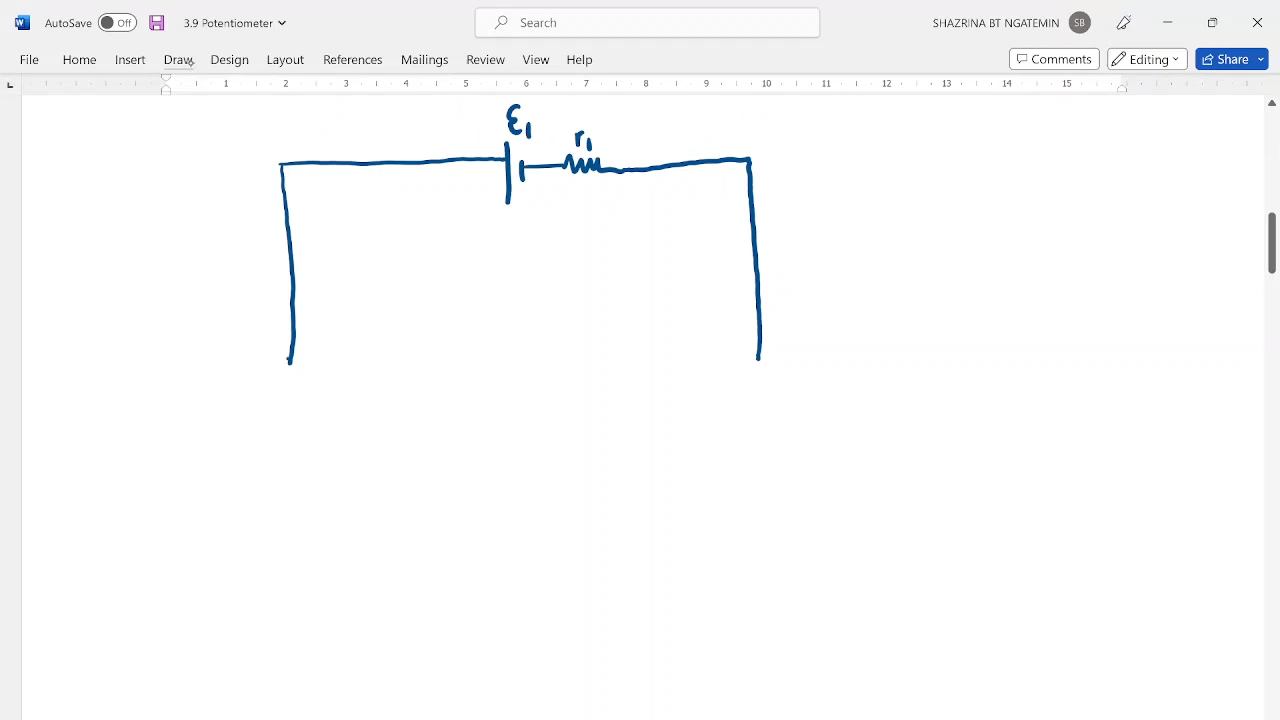 AutoSave Off 3.9 Potentiometer Search SHAZRINA BT NGATEMIN SB
File Home Insert Draw Design Layout References Mailings Review View Help Comments Editing Share
1 2 3 4 5 6 7 8 9 10 11 12 13 14 15
ε1
r1